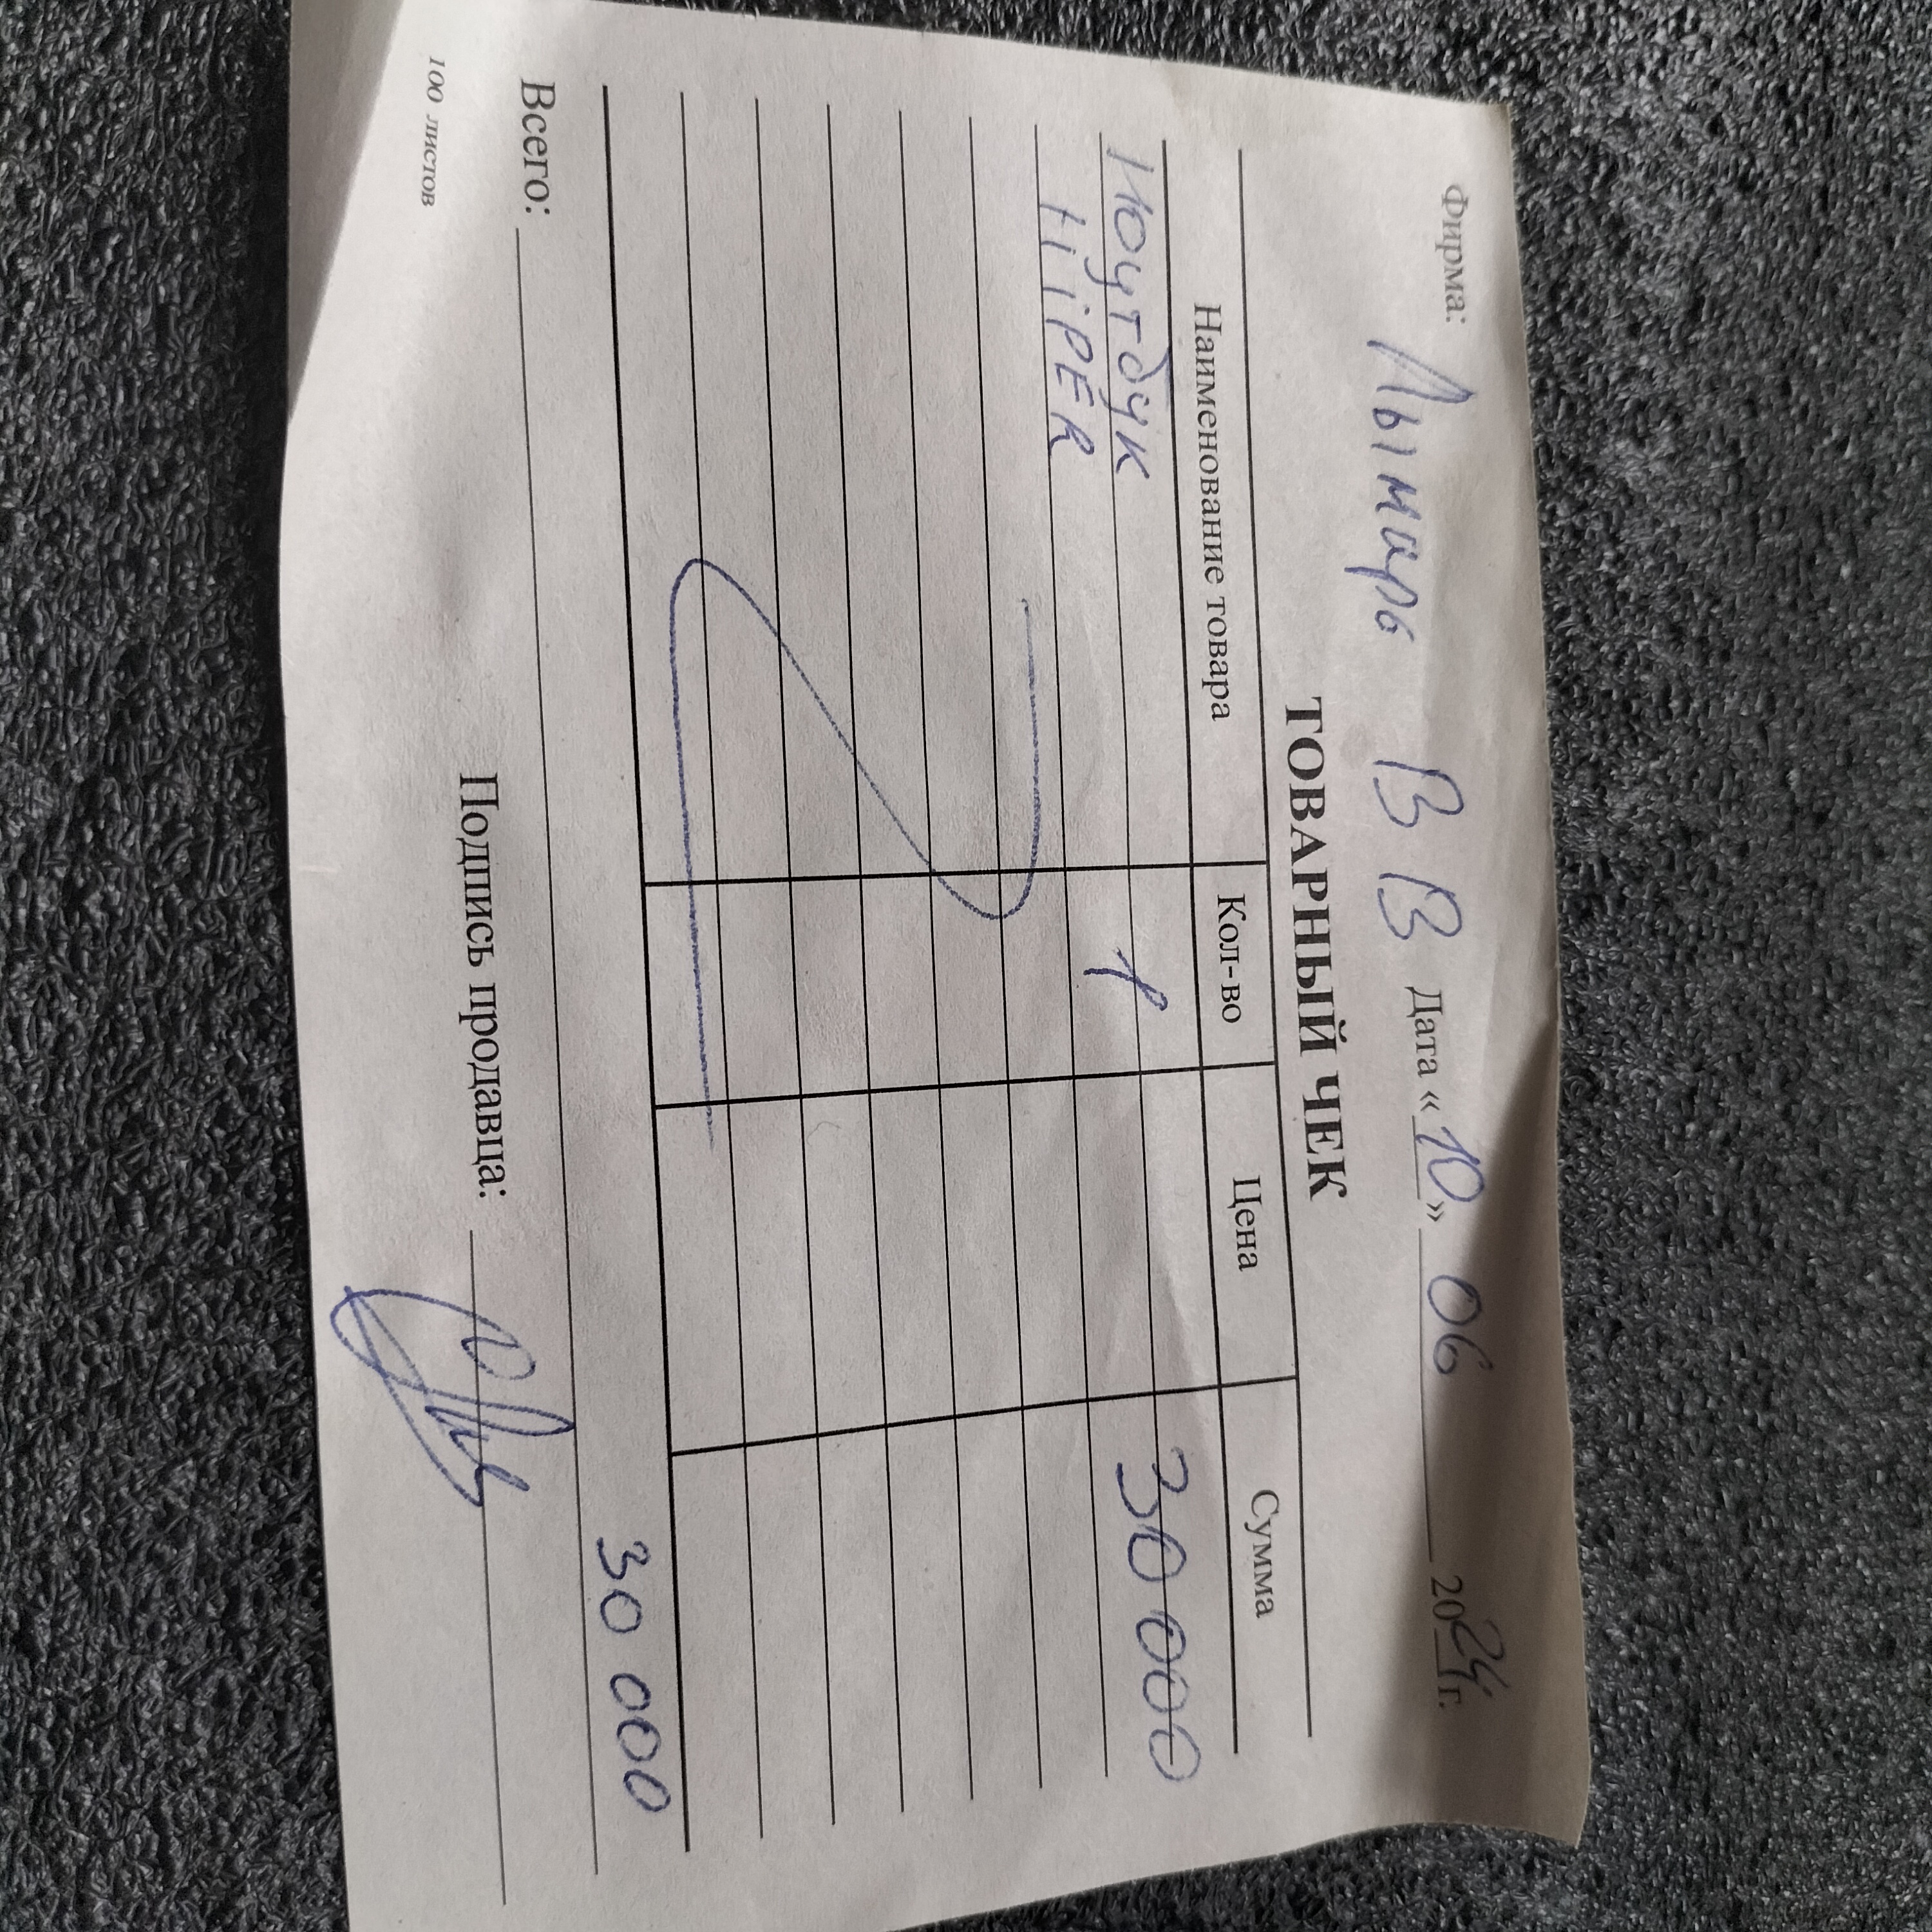 Фирма: Лымарь В В Дата «10» 06 2024 г.
ТОВАРНЫЙ ЧЕК
Наименование товара Кол-во Цена Сумма
Ноутбук 1 30 000
HiPER
Всего: 30 000
Подпись продавца:
100 листов